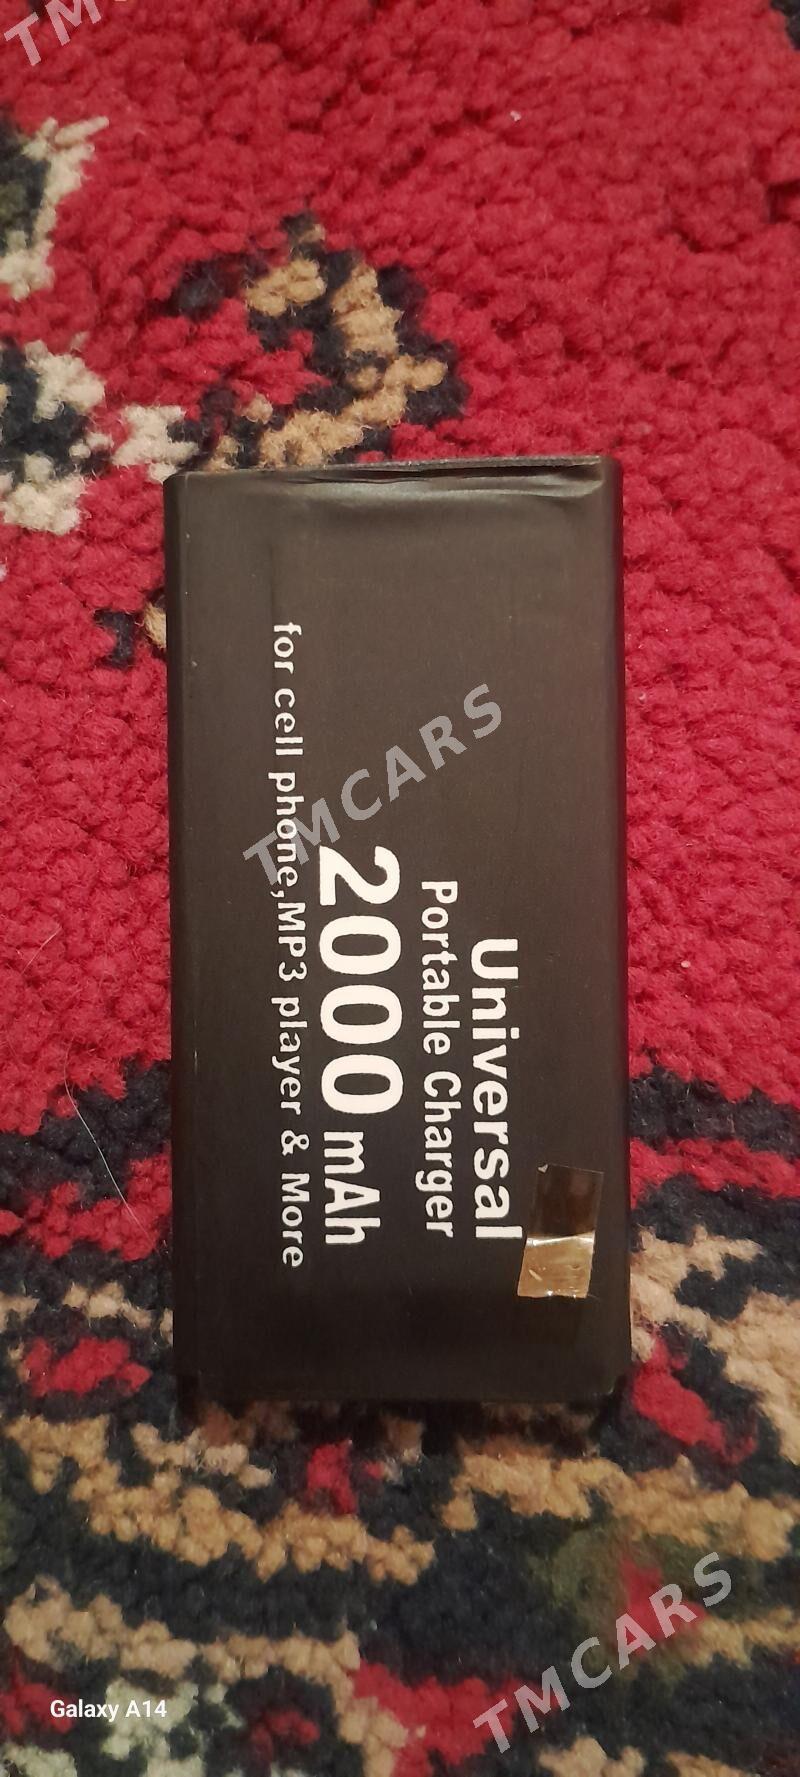 TMCARS
Universal
Portable Charger
2000 mAh
for cell phone,MP3 player & More
TMCARS
TMCARS
Galaxy A14